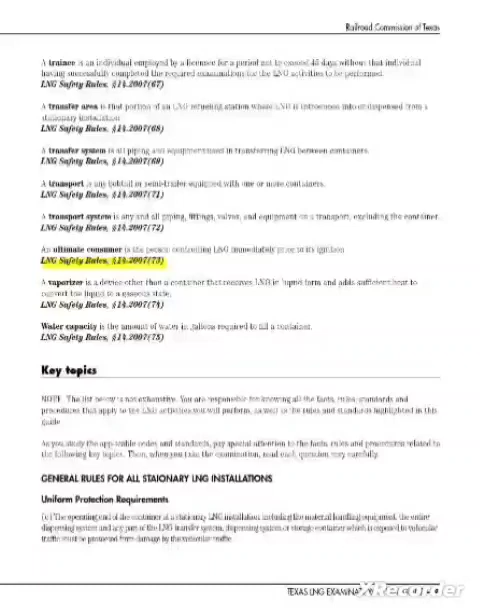 Railroad Commission of Texas
A trainee is an individual employed by a licensee for a period not to exceed 45 days without that individual
having successfully completed the required examinations for the LNG activities to be performed.
LNG Safety Rules, §14.2007(67)
A transfer area is that portion of an LNG refueling station where LNG is introduced into or dispensed from a
stationary installation
LNG Safety Rules, §14.2007(68)
A transfer system is all piping and equipment used in transferring LNG between containers.
LNG Safety Rules, §14.2007(69)
A transport is any bobtail or semi-trailer equipped with one or more containers.
LNG Safety Rules, §14.2007(71)
A transport system is any and all piping, fittings, valves, and equipment on a transport, excluding the container.
LNG Safety Rules, §14.2007(72)
An ultimate consumer is the person controlling LNG immediately prior to its ignition
LNG Safety Rules, §14.2007(73)
A vaporizer is a device other than a container that receives LNG in liquid form and adds sufficient heat to
convert the liquid to a gaseous state.
LNG Safety Rules, §14.2007(74)
Water capacity is the amount of water in gallons required to fill a container.
LNG Safety Rules, §14.2007(75)
Key topics
NOTE: The list below is not exhaustive. You are responsible for knowing all the facts, rules, standards and
procedures that apply to the LNG activities you will perform, as well as the rules and standards highlighted in this
guide
As you study the applicable codes and standards, pay special attention to the facts, rules and procedures related to
the following key topics. Then, when you take the examination, read each question very carefully.
GENERAL RULES FOR ALL STAIONARY LNG INSTALLATIONS
Uniform Protection Requirements
The operating end of the container at a stationary LNG installation, including the material handling equipment, the entire
dispensing system and any part of the LNG transfer system, dispensing system or storage container which is exposed to vehicular
traffic must be protected from damage by the vehicular traffic
TEXAS LNG EXAMINAT
XRecorder